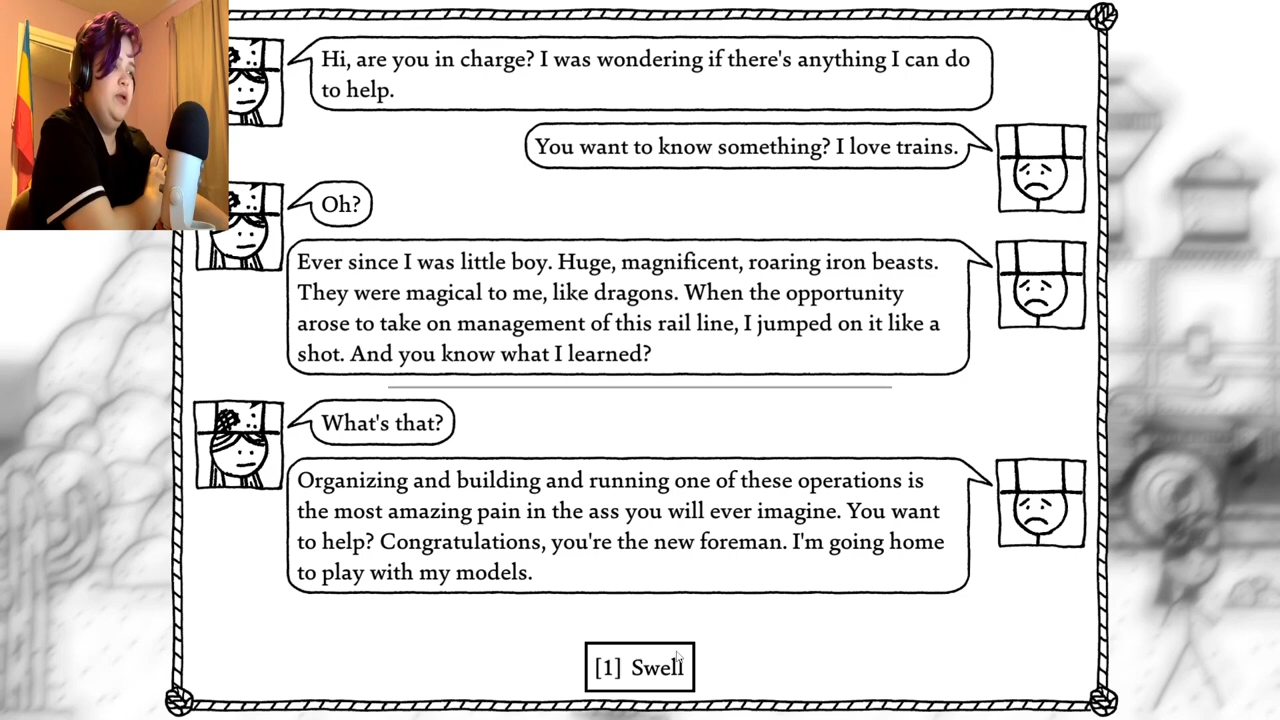 Hi, are you in charge? I was wondering if there's anything I can do
to help.
You want to know something? I love trains.
Oh?
Ever since I was little boy. Huge, magnificent, roaring iron beasts.
They were magical to me, like dragons. When the opportunity
arose to take on management of this rail line, I jumped on it like a
shot. And you know what I learned?
What's that?
Organizing and building and running one of these operations is
the most amazing pain in the ass you will ever imagine. You want
to help? Congratulations, you're the new foreman. I'm going home
to play with my models.
[1] Swell